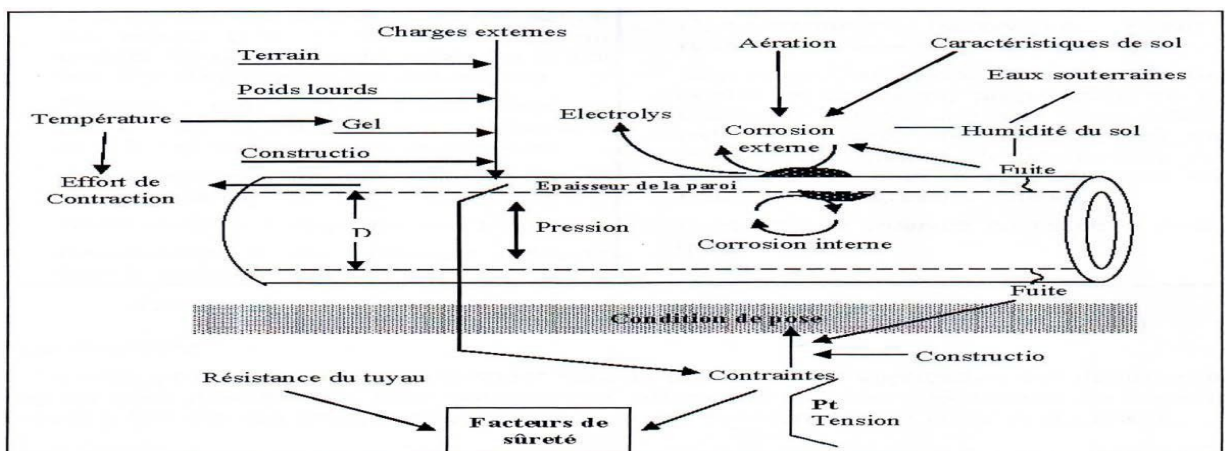 Charges externes
Terrain
Poids lourds
Température
Gel
Constructio
Effort de
Contraction
Aération
Caractéristiques de sol
Eaux souterraines
Electrolys
Corrosion
externe
Humidité du sol
Fuite
Epaisseur de la paroi
D
Pression
Corrosion interne
Fuite
Condition de pose
Constructio
Résistance du tuyau
Contraintes
Pt
Tension
Facteurs de
sûreté